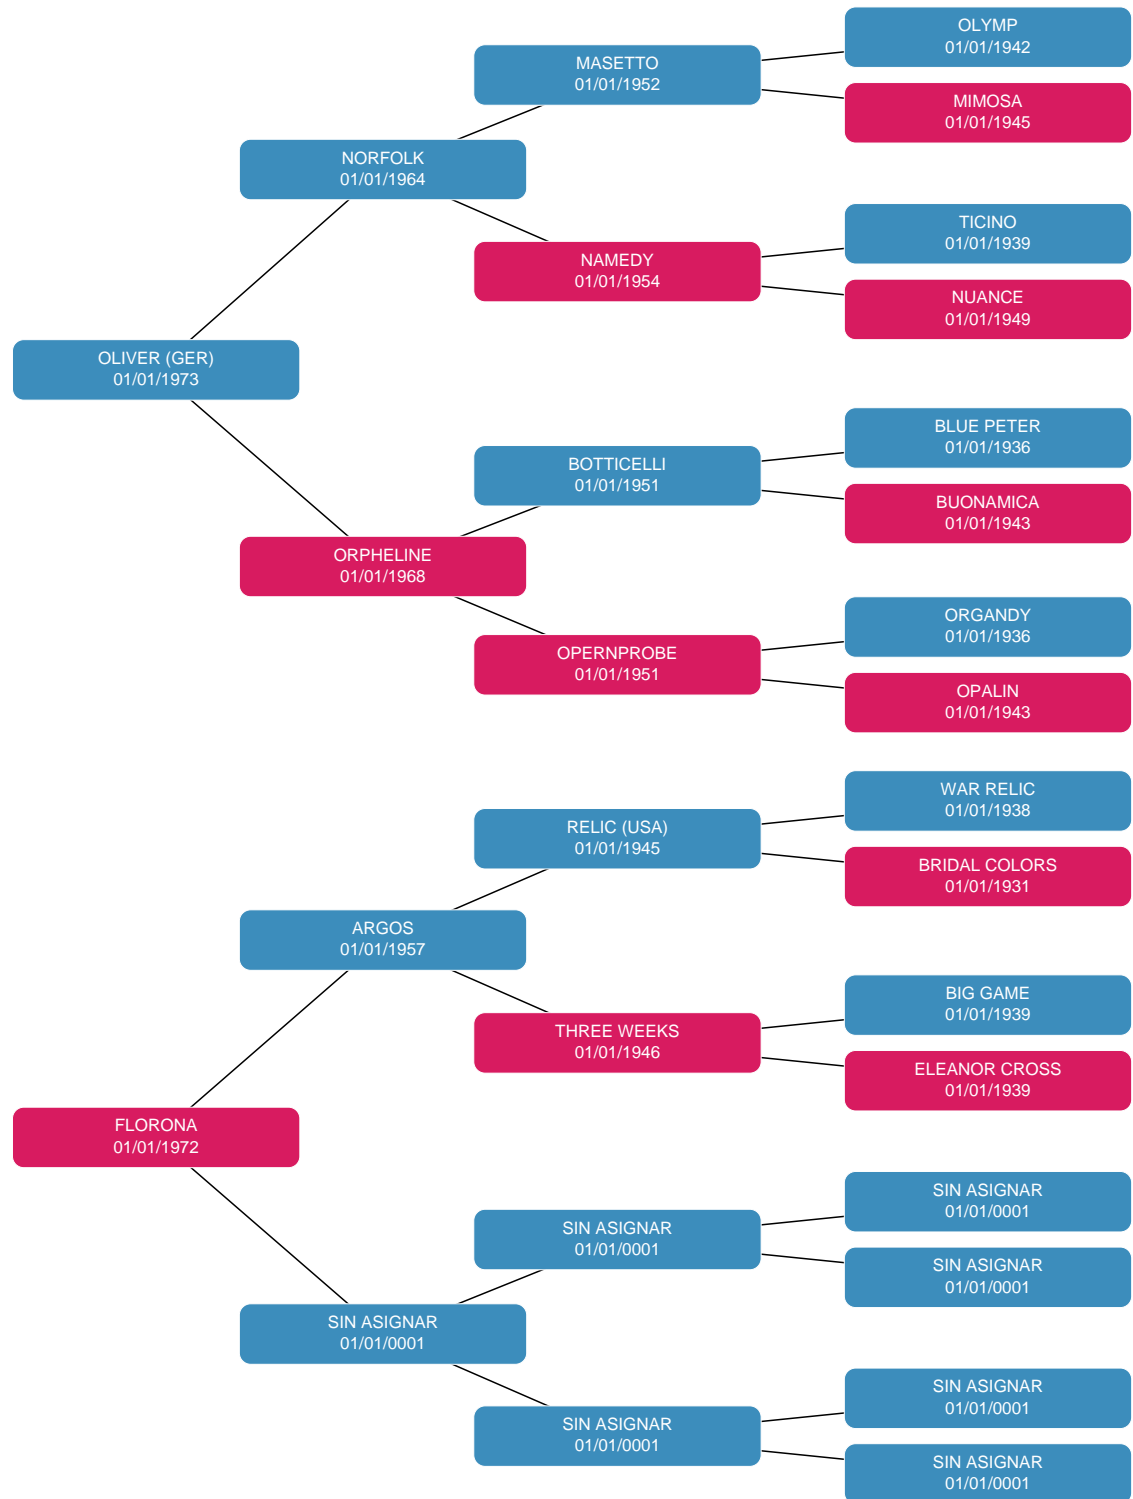 OLYMP
01/01/1942
MASETTO
01/01/1952
MIMOSA
01/01/1945
NORFOLK
01/01/1964
TICINO
01/01/1939
NAMEDY
01/01/1954
NUANCE
01/01/1949
OLIVER (GER)
01/01/1973
BLUE PETER
01/01/1936
BOTTICELLI
01/01/1951
BUONAMICA
01/01/1943
ORPHELINE
01/01/1968
ORGANDY
01/01/1936
OPERNPROBE
01/01/1951
OPALIN
01/01/1943
WAR RELIC
01/01/1938
RELIC (USA)
01/01/1945
BRIDAL COLORS
01/01/1931
ARGOS
01/01/1957
BIG GAME
01/01/1939
THREE WEEKS
01/01/1946
ELEANOR CROSS
01/01/1939
FLORONA
01/01/1972
SIN ASIGNAR
01/01/0001
SIN ASIGNAR
01/01/0001
SIN ASIGNAR
01/01/0001
SIN ASIGNAR
01/01/0001
SIN ASIGNAR
01/01/0001
SIN ASIGNAR
01/01/0001
SIN ASIGNAR
01/01/0001